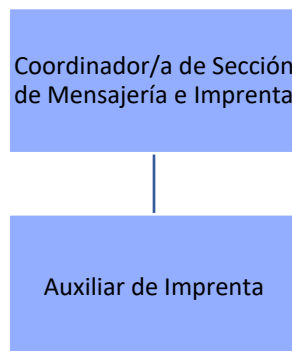 Coordinador/a de Sección
de Mensajería e Imprenta
Auxiliar de Imprenta